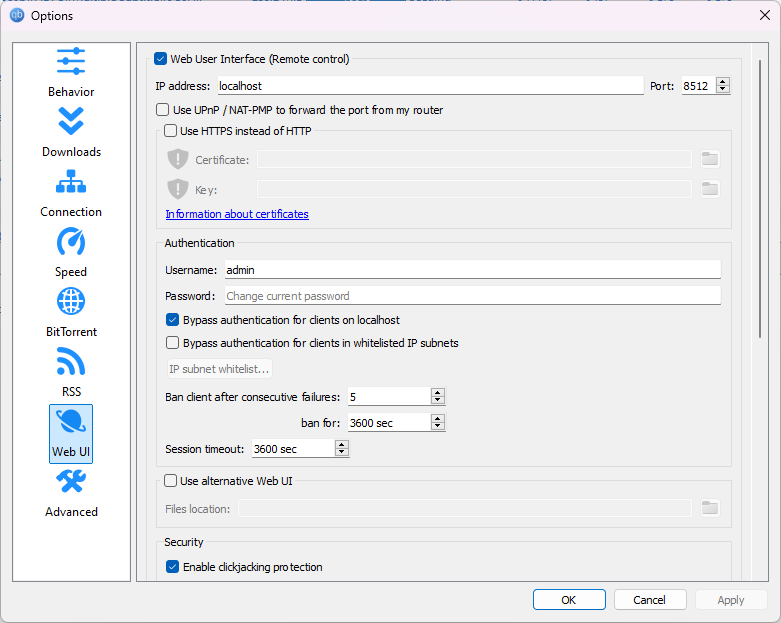 Options
Behavior
Downloads
Connection
Speed
BitTorrent
RSS
Web UI
Advanced
Web User Interface (Remote control)
IP address: localhost Port: 8512
Use UPnP / NAT-PMP to forward the port from my router
Use HTTPS instead of HTTP
Certificate:
Key:
Information about certificates
Authentication
Username: admin
Password: Change current password
Bypass authentication for clients on localhost
Bypass authentication for clients in whitelisted IP subnets
IP subnet whitelist...
Ban client after consecutive failures: 5
ban for: 3600 sec
Session timeout: 3600 sec
Use alternative Web UI
Files location:
Security
Enable clickjacking protection
OK Cancel Apply